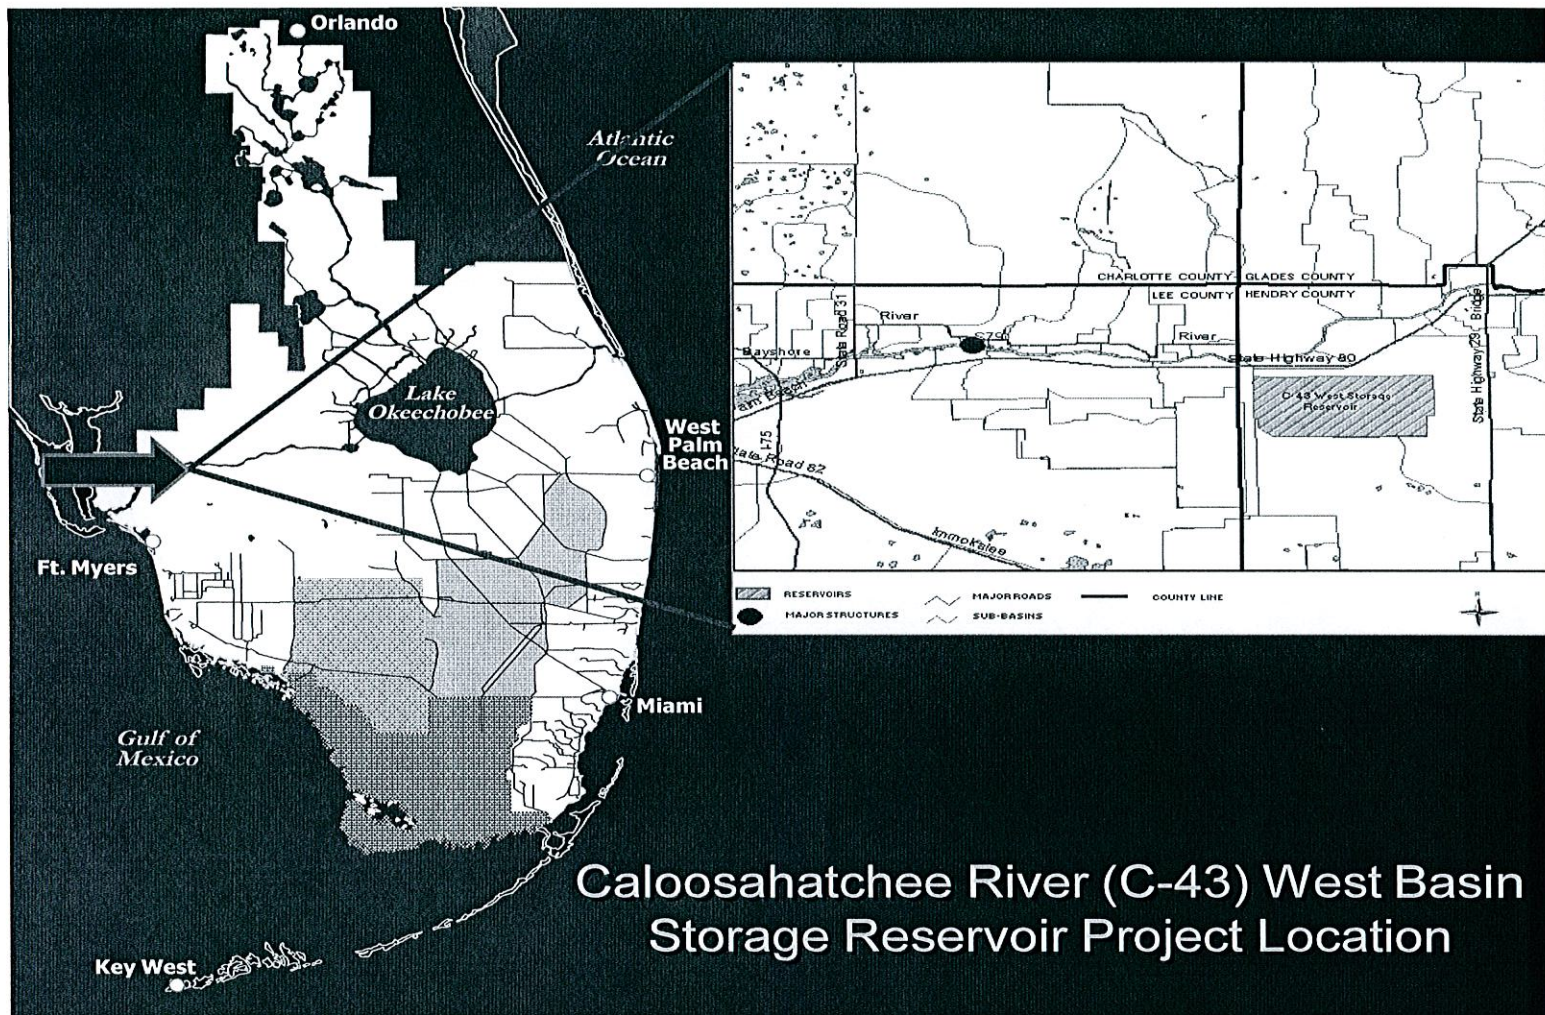 Orlando
Atlantic
Ocean
Lake
Okeechobee
West
Palm
Beach
Ft. Myers
Miami
Gulf of
Mexico
Key West
CHARLOTTE COUNTY
GLADES COUNTY
LEE COUNTY
HENDRY COUNTY
State Road 31
River
S79
River
Bayshore
State Highway 80
State Highway 29
Bridge
Beach
C-43 West Storage
Reservoir
I-75
Road 82
Immokalee
RESERVOIRS
MAJOR ROADS
COUNTY LINE
MAJOR STRUCTURES
SUB-BASINS
N
Caloosahatchee River (C-43) West Basin
Storage Reservoir Project Location